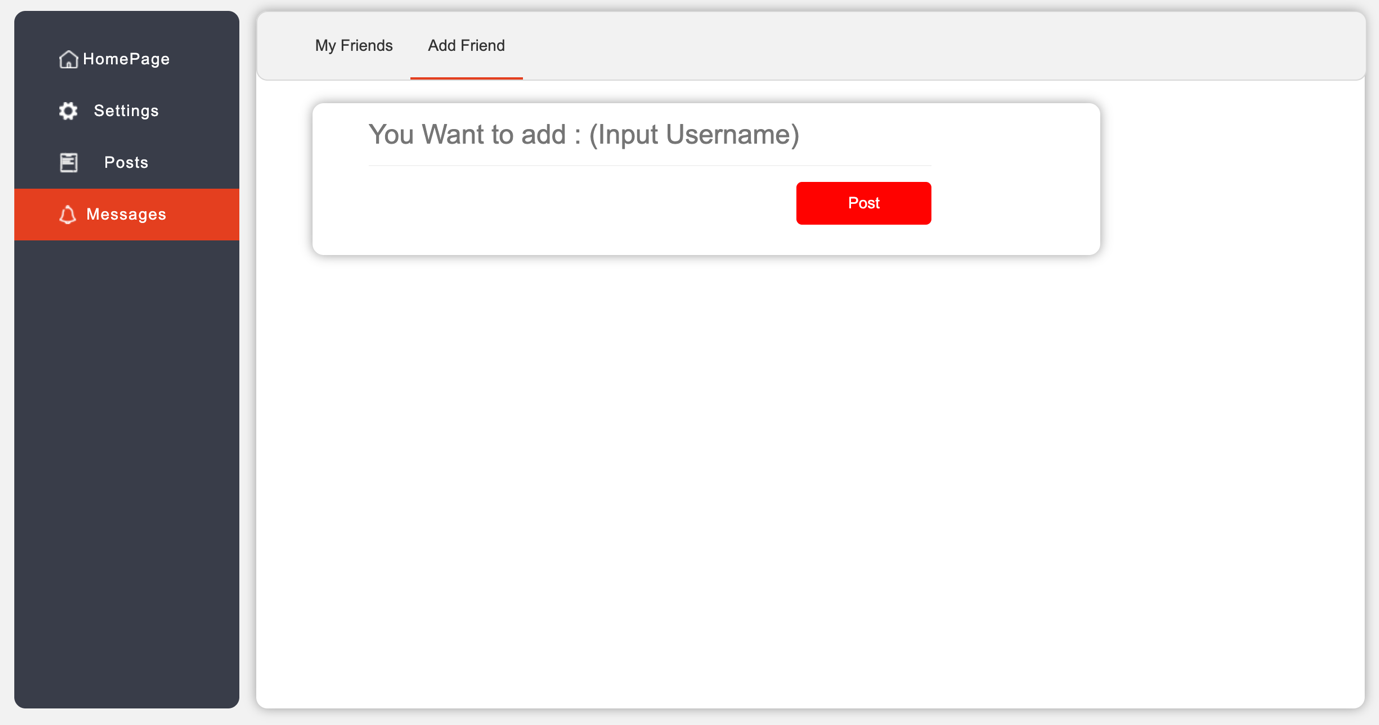 HomePage
Settings
Posts
Messages
My Friends
Add Friend
You Want to add : (Input Username)
Post